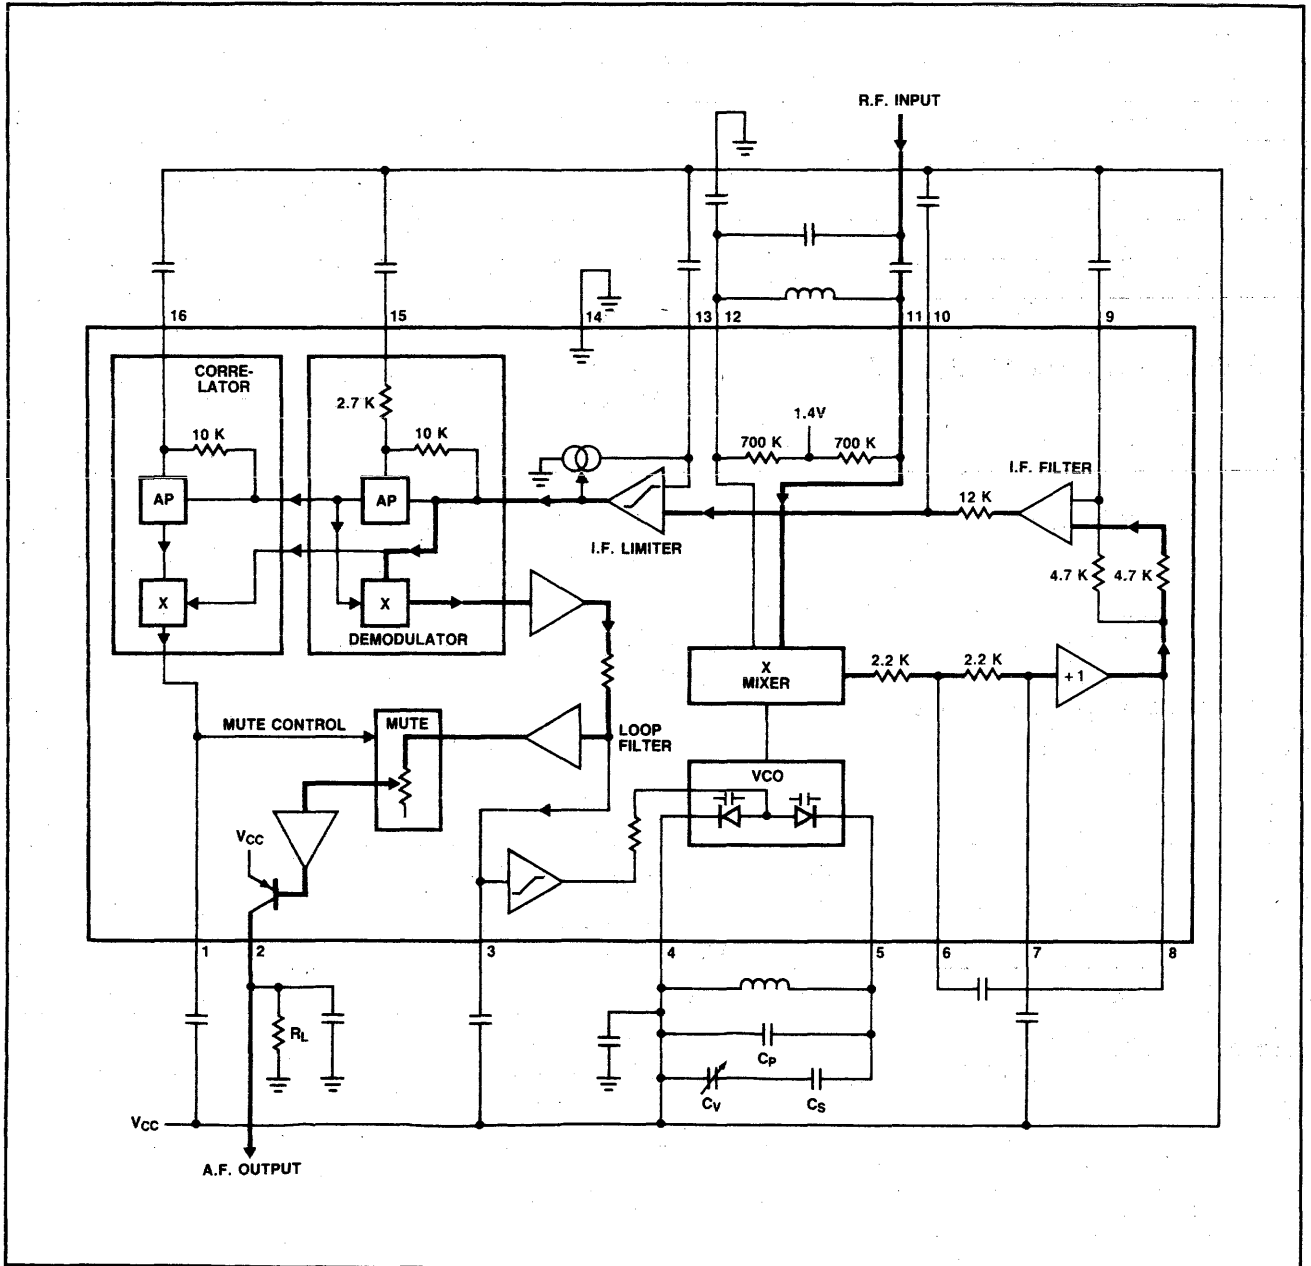 R.F. INPUT
16
15
14
13
12
11
10
9
CORRE-
LATOR
2.7 K
10 K
10 K
1.4V
700 K
700 K
I.F. FILTER
12 K
AP
AP
I.F. LIMITER
4.7 K
4.7 K
X
X
DEMODULATOR
X
MIXER
2.2 K
2.2 K
+ 1
MUTE CONTROL
MUTE
LOOP
FILTER
VCO
VCC
1
2
3
4
5
6
7
8
RL
CP
CV
CS
VCC
A.F. OUTPUT